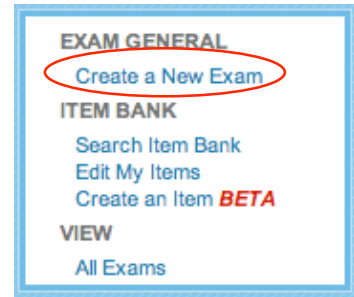 EXAM GENERAL
Create a New Exam
ITEM BANK
Search Item Bank
Edit My Items
Create an Item BETA
VIEW
All Exams